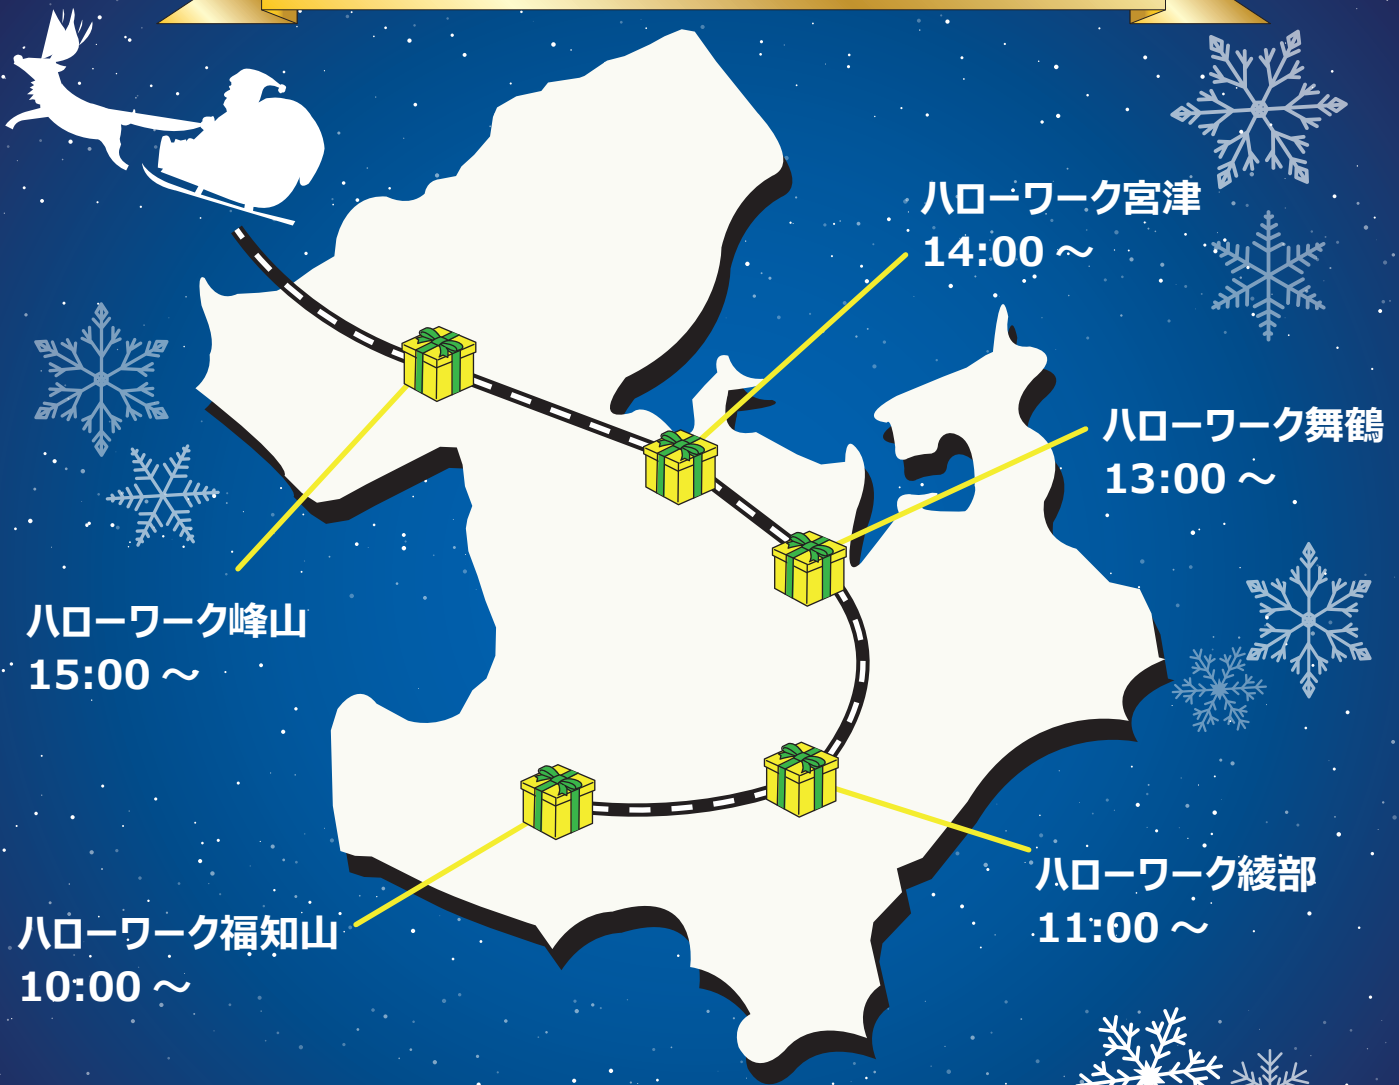 ハローワーク宮津
14:00 ～
ハローワーク舞鶴
13:00 ～
ハローワーク峰山
15:00 ～
ハローワーク綾部
11:00 ～
ハローワーク福知山
10:00 ～